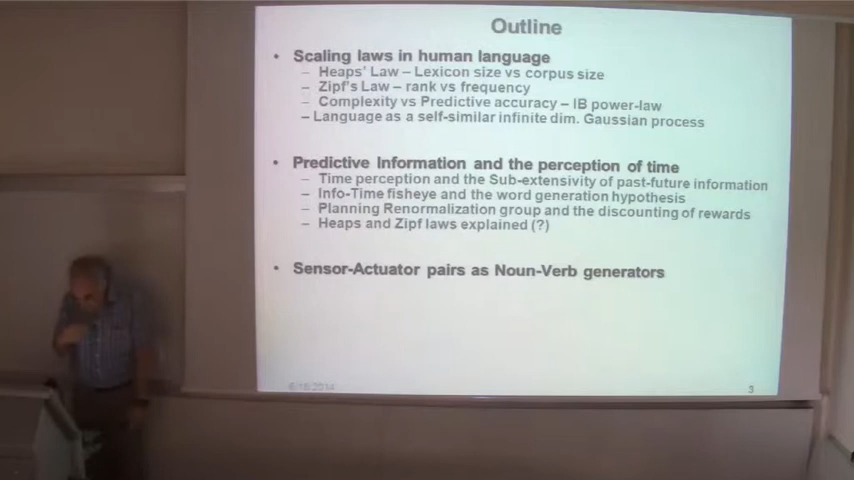 Outline
• Scaling laws in human language
– Heaps' Law – Lexicon size vs corpus size
– Zipf's Law – rank vs frequency
– Complexity vs Predictive accuracy – IB power-law
– Language as a self-similar infinite dim. Gaussian process
• Predictive Information and the perception of time
– Time perception and the Sub-extensivity of past-future information
– Info-Time fisheye and the word generation hypothesis
– Planning Renormalization group and the discounting of rewards
– Heaps and Zipf laws explained (?)
• Sensor-Actuator pairs as Noun-Verb generators
6/18/2014
3